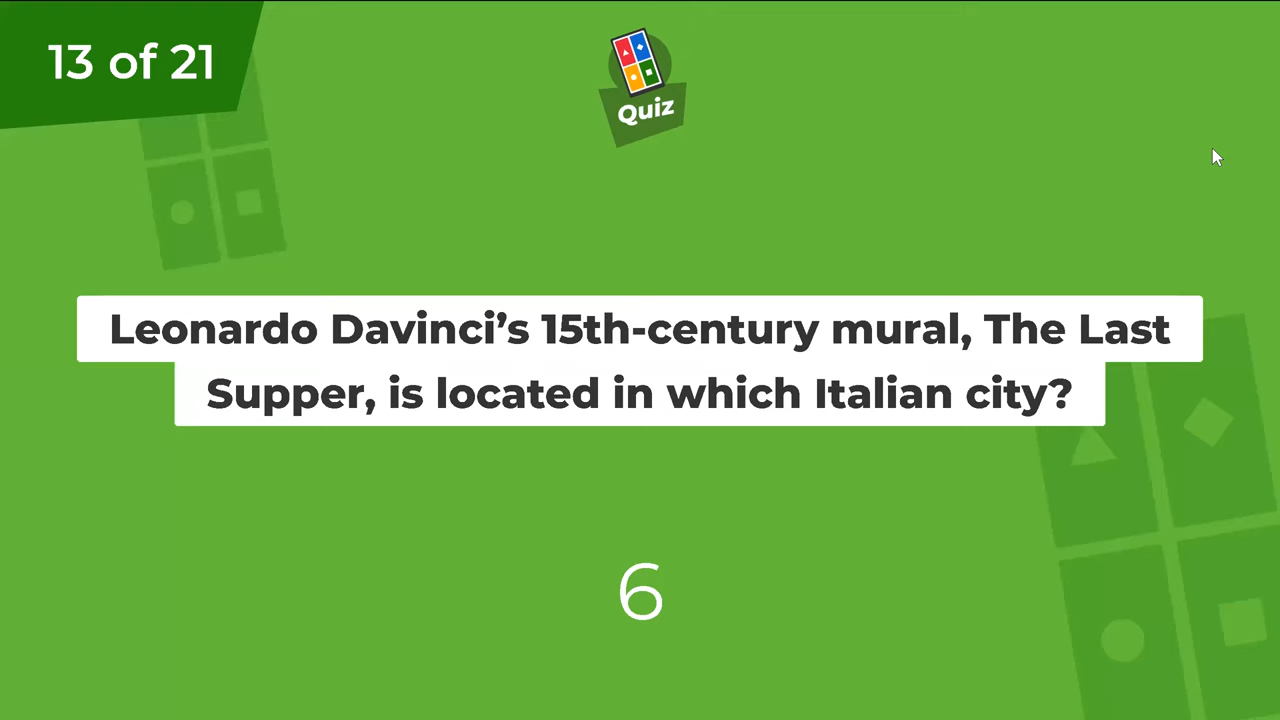 13 of 21
Quiz
Leonardo Davinci’s 15th-century mural, The Last
Supper, is located in which Italian city?
6